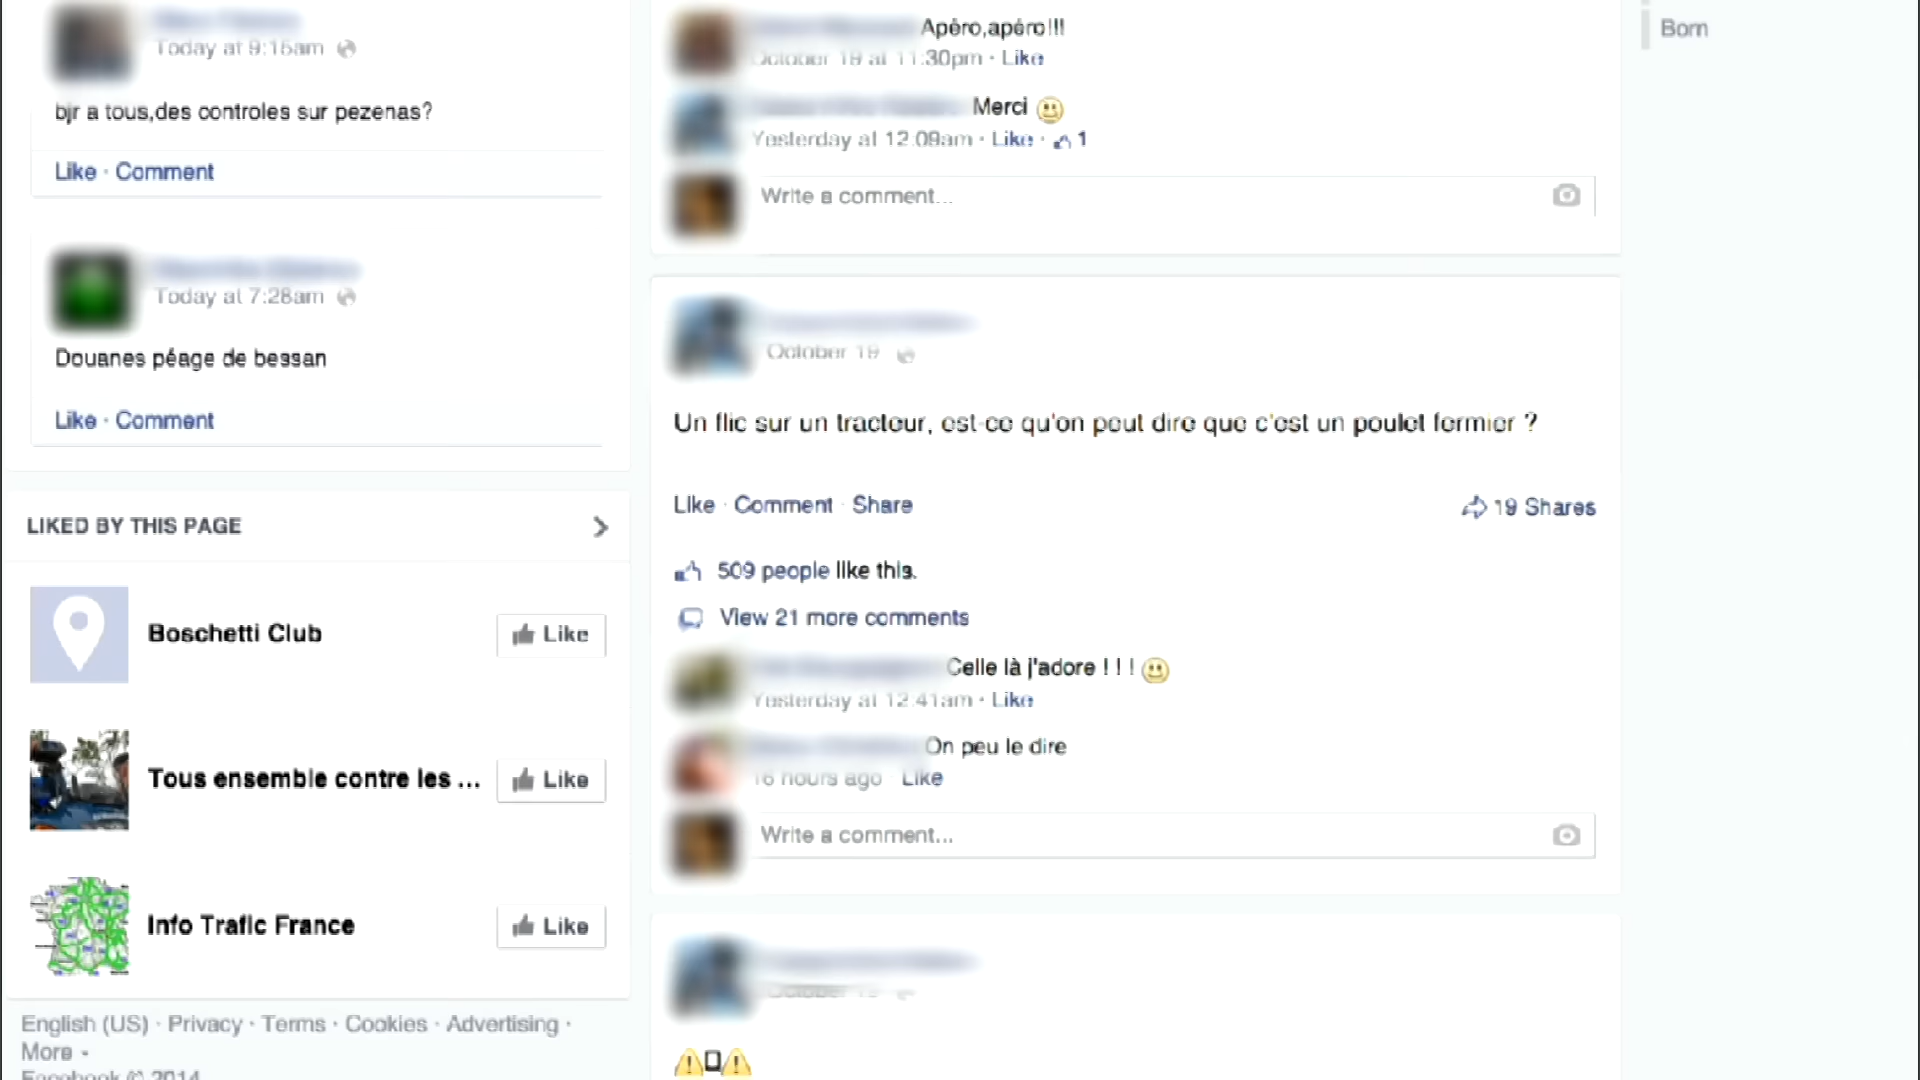 Today at 9:15am
bjr a tous,des controles sur pezenas?
Like · Comment
Today at 7:28am
Douanes péage de bessan
Like · Comment
LIKED BY THIS PAGE
Boschetti Club
Like
Tous ensemble contre les ...
Like
Info Trafic France
Like
English (US) · Privacy · Terms · Cookies · Advertising ·
More
Facebook © 2014
Apéro,apéro!!!
October 19 at 11:30pm · Like
Merci
Yesterday at 12:09am · Like · 1
Write a comment...
October 19
Un flic sur un tracteur, est-ce qu'on peut dire que c'est un poulet fermier ?
Like · Comment · Share
19 Shares
509 people like this.
View 21 more comments
Celle là j'adore ! ! !
Yesterday at 12:41am · Like
On peu le dire
16 hours ago · Like
Write a comment...
October 19
Born